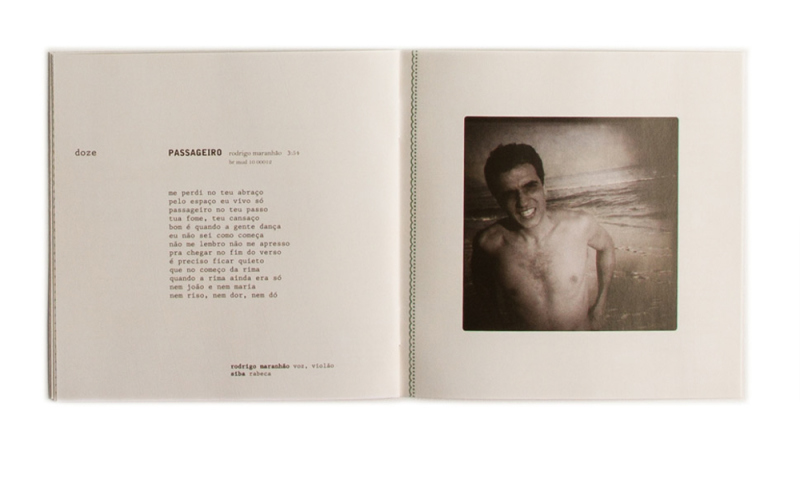 doze
PASSAGEIRO rodrigo maranhão 3:14
me perdi no teu abraço
pelo espaço eu vivo só
passageiro no teu passo
tua fome, teu cansaço
bom é quando a gente dança
eu não sei como começa
não me lembro não me apresso
pra chegar no fim do verso
é preciso ficar quieto
que no começo da rima
quando a rima ainda era só
nem joão e nem maria
nem riso, nem dor, nem dó
rodrigo maranhão voz, violão
siba rabeca